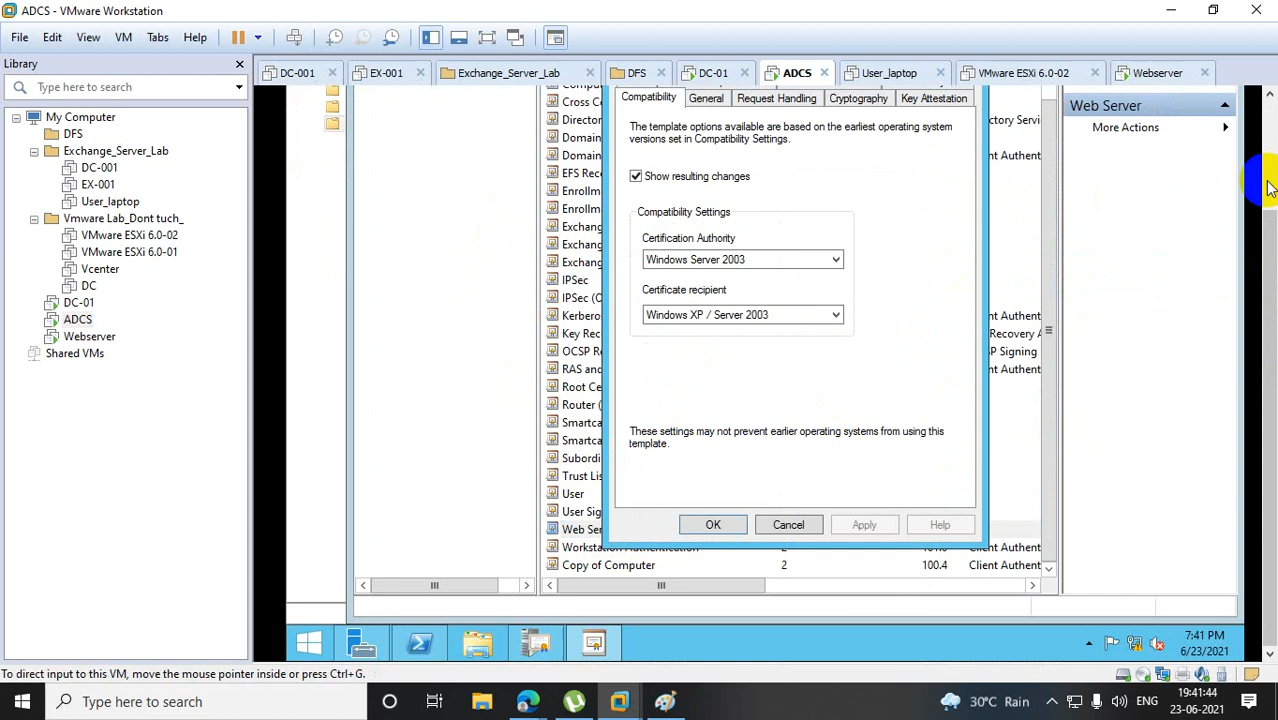 ADCS - VMware Workstation
File Edit View VM Tabs Help
Library
Type here to search
DC-001 EX-001 Exchange_Server_Lab DFS DC-01 ADCS User_laptop VMware ESXi 6.0-02 Webserver
My Computer
DFS
Exchange_Server_Lab
DC-001
EX-001
User_laptop
Vmware Lab_Dont tuch_
VMware ESXi 6.0-02
VMware ESXi 6.0-01
Vcenter
DC
DC-01
ADCS
Webserver
Shared VMs
Cross C
Director
Domain
Domain
EFS Rec
Enrollm
Enrollm
Exchan
Exchan
Exchan
IPSec
IPSec (O
Kerbero
Key Rec
OCSP R
RAS and
Root Ce
Router (
Smartca
Smartca
Subordi
Trust Lis
User
User Sig
Web Ser
Workstation Authentication 2 101.0 Client Authent
Copy of Computer 2 100.4 Client Authent
Compatibility General Request Handling Cryptography Key Attestation
The template options available are based on the earliest operating system
versions set in Compatibility Settings.
Show resulting changes
Compatibility Settings
Certification Authority
Windows Server 2003
Certificate recipient
Windows XP / Server 2003
These settings may not prevent earlier operating systems from using this
template.
OK Cancel Apply Help
ctory Service
nt Authent
nt Authent
Recovery A
SP Signing
nt Authent
Web Server
More Actions
7:41 PM
6/23/2021
To direct input to this VM, move the mouse pointer inside or press Ctrl+G.
Type here to search
30°C Rain
ENG
19:41:44
23-06-2021